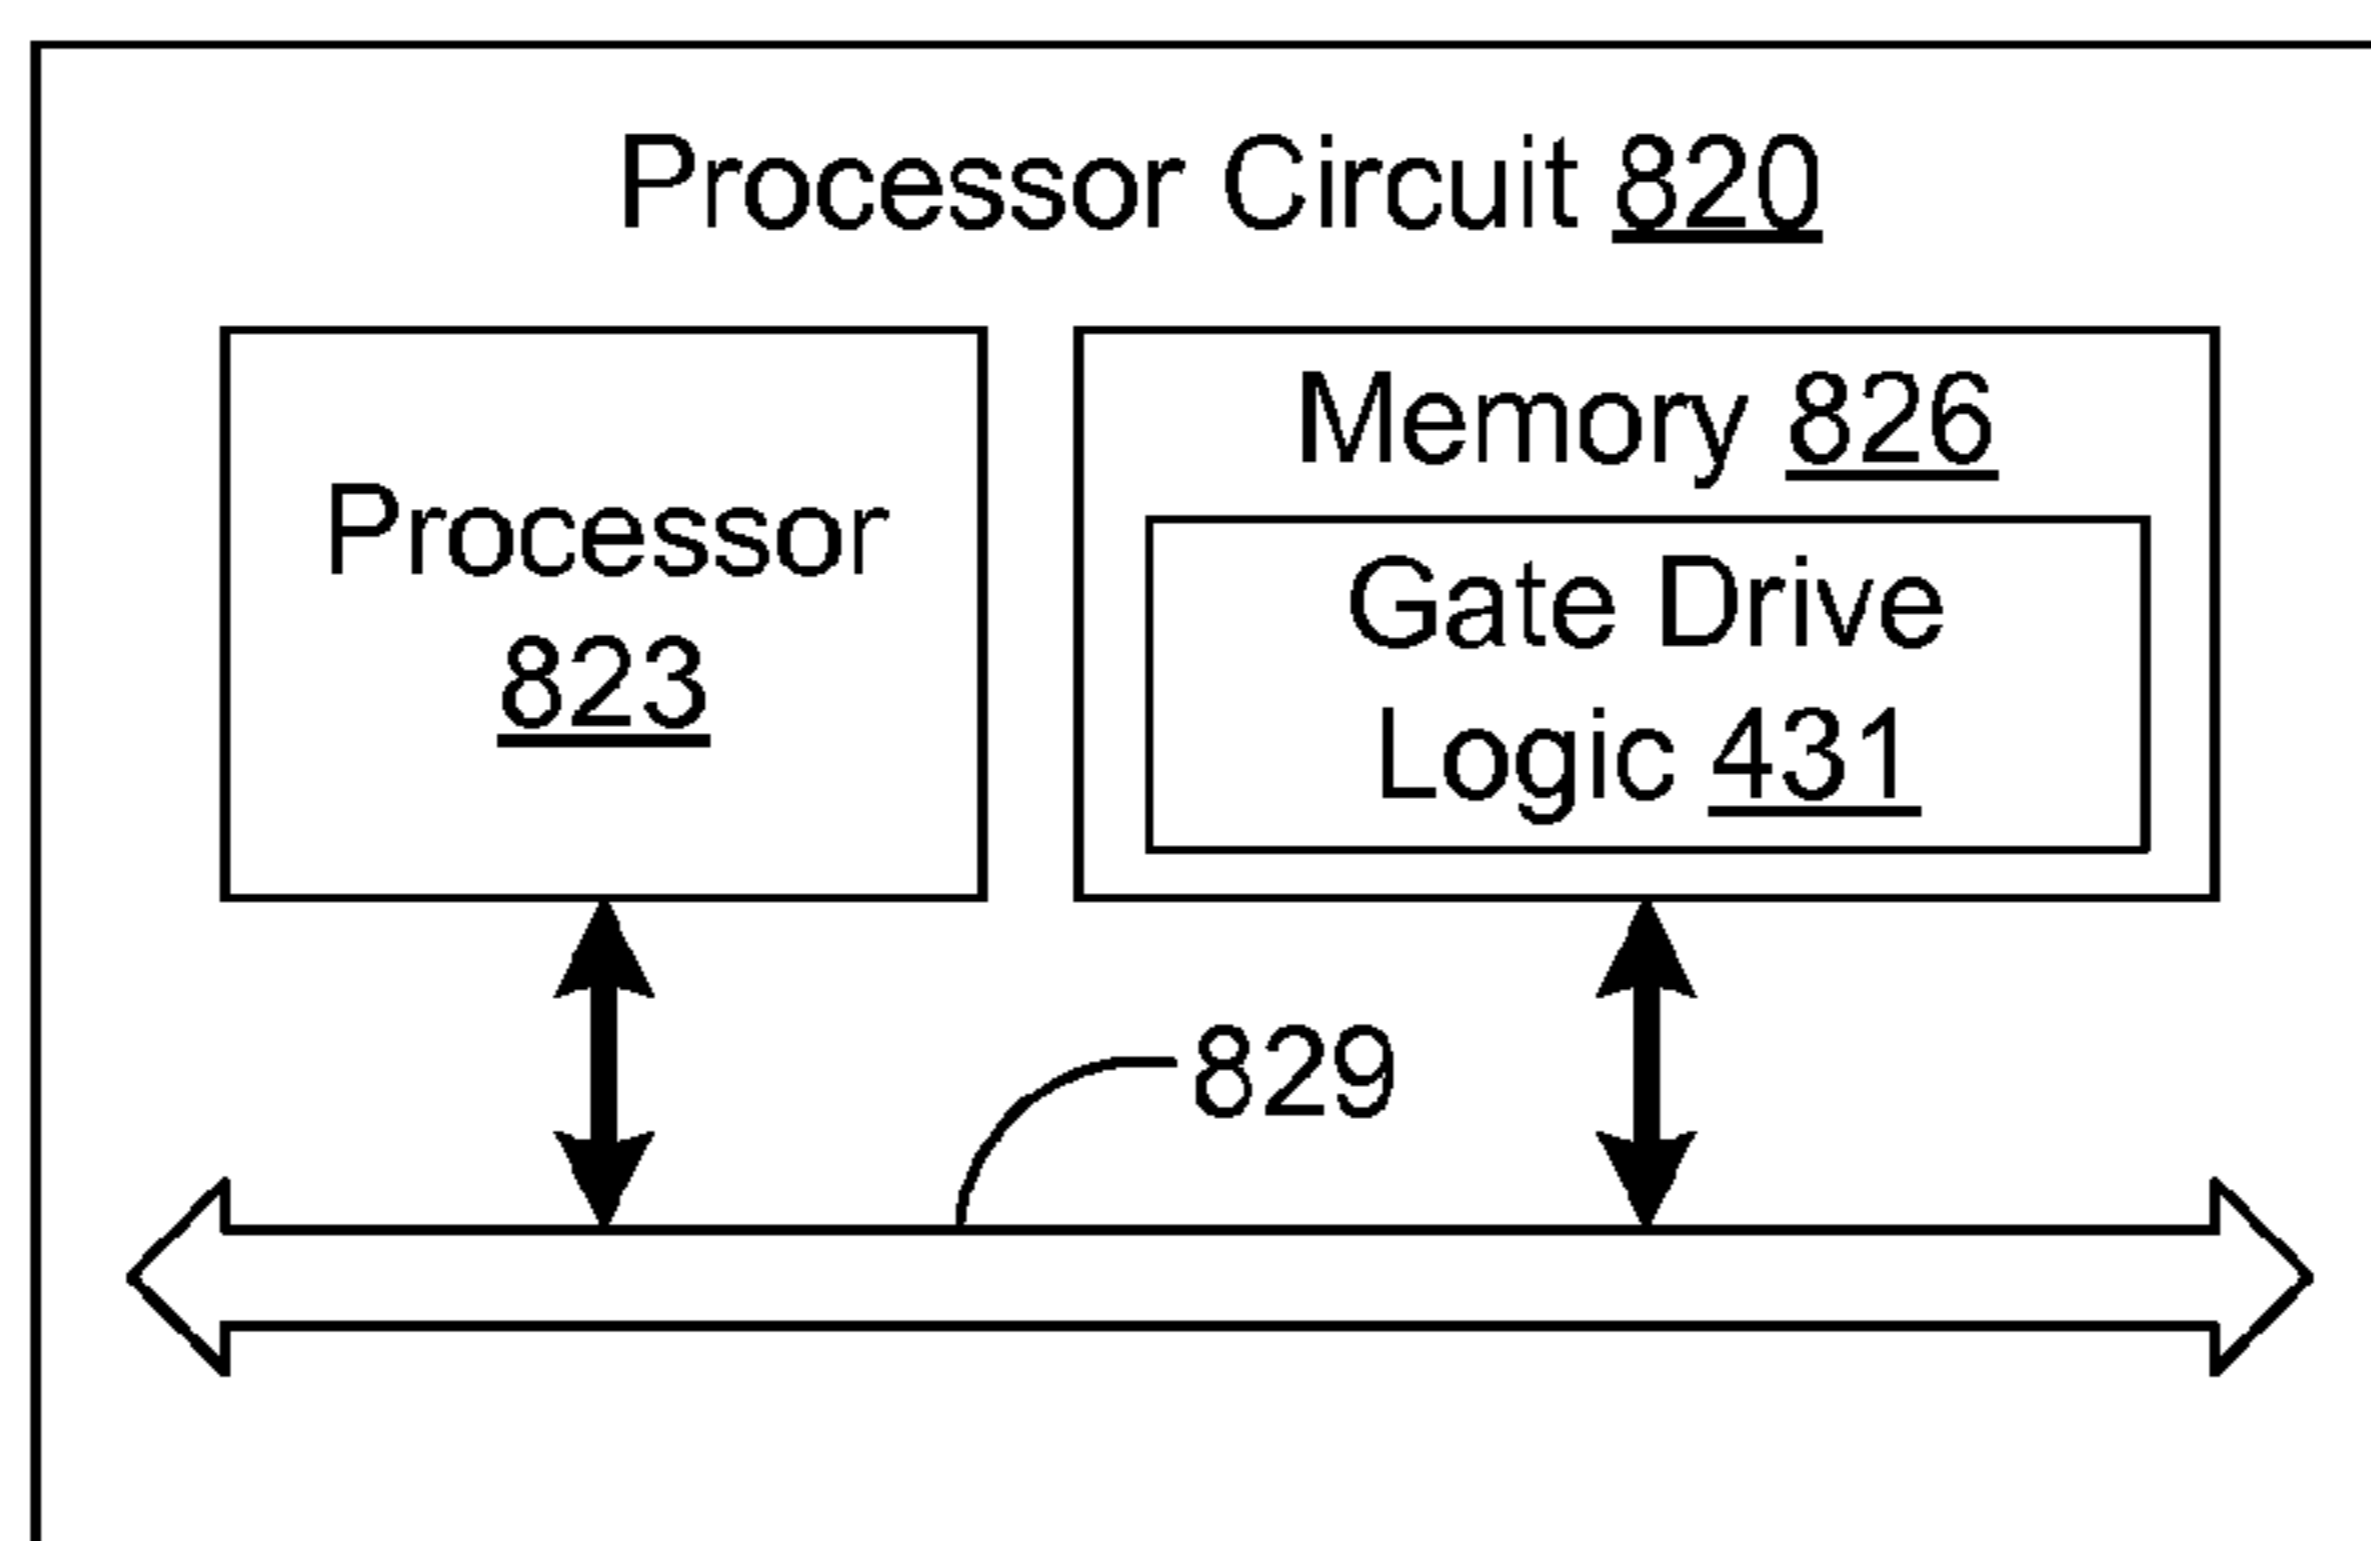 Processor Circuit 820
Processor
823
Memory 826
Gate Drive
Logic 431
829